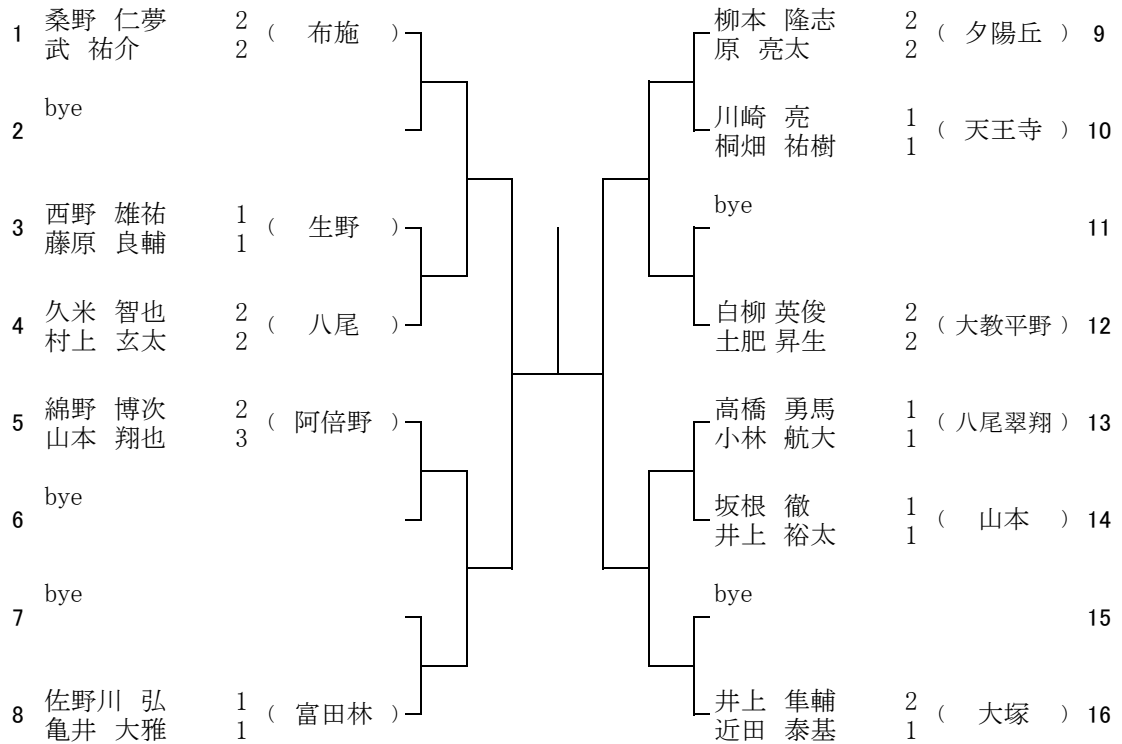 1 桑野 仁夢 2 ( 布施 )
武 祐介 2
2 bye
3 西野 雄祐 1 ( 生野 )
藤原 良輔 1
4 久米 智也 2 ( 八尾 )
村上 玄太 2
5 綿野 博次 2 ( 阿倍野 )
山本 翔也 3
6 bye
7 bye
8 佐野川 弘 1 ( 富田林 )
亀井 大雅 1
柳本 隆志 2 ( 夕陽丘 ) 9
原 亮太 2
川崎 亮 1 ( 天王寺 ) 10
桐畑 祐樹 1
bye 11
白柳 英俊 2 ( 大教平野 ) 12
土肥 昇生 2
高橋 勇馬 1 ( 八尾翠翔 ) 13
小林 航大 1
坂根 徹 1 ( 山本 ) 14
井上 裕太 1
bye 15
井上 隼輔 2 ( 大塚 ) 16
近田 泰基 1